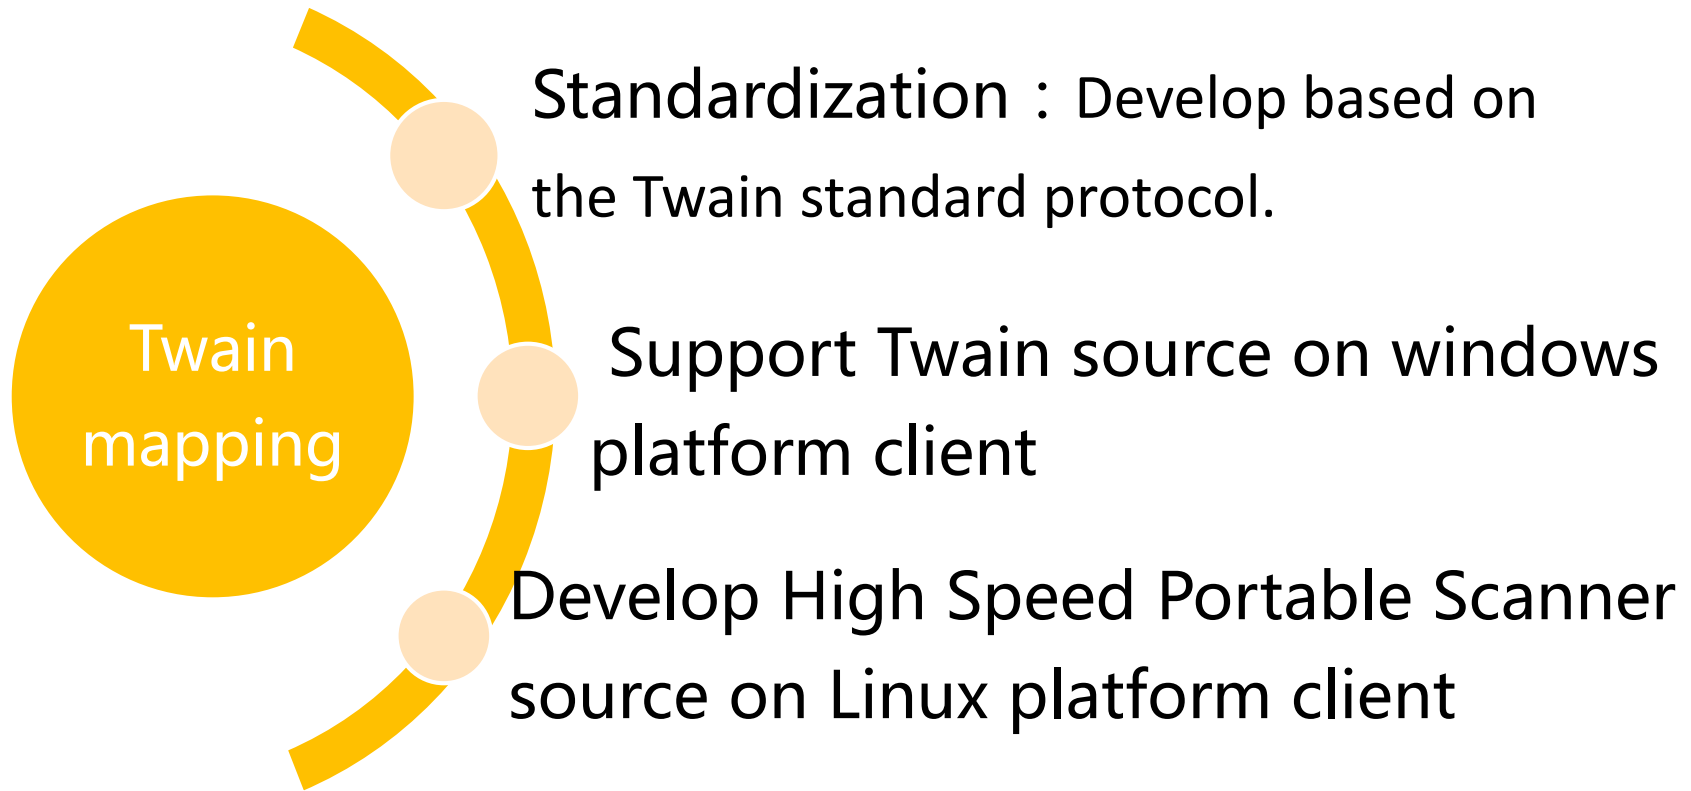 Twain
mapping
Standardization：Develop based on
the Twain standard protocol.
Support Twain source on windows
platform client
Develop High Speed Portable Scanner
source on Linux platform client